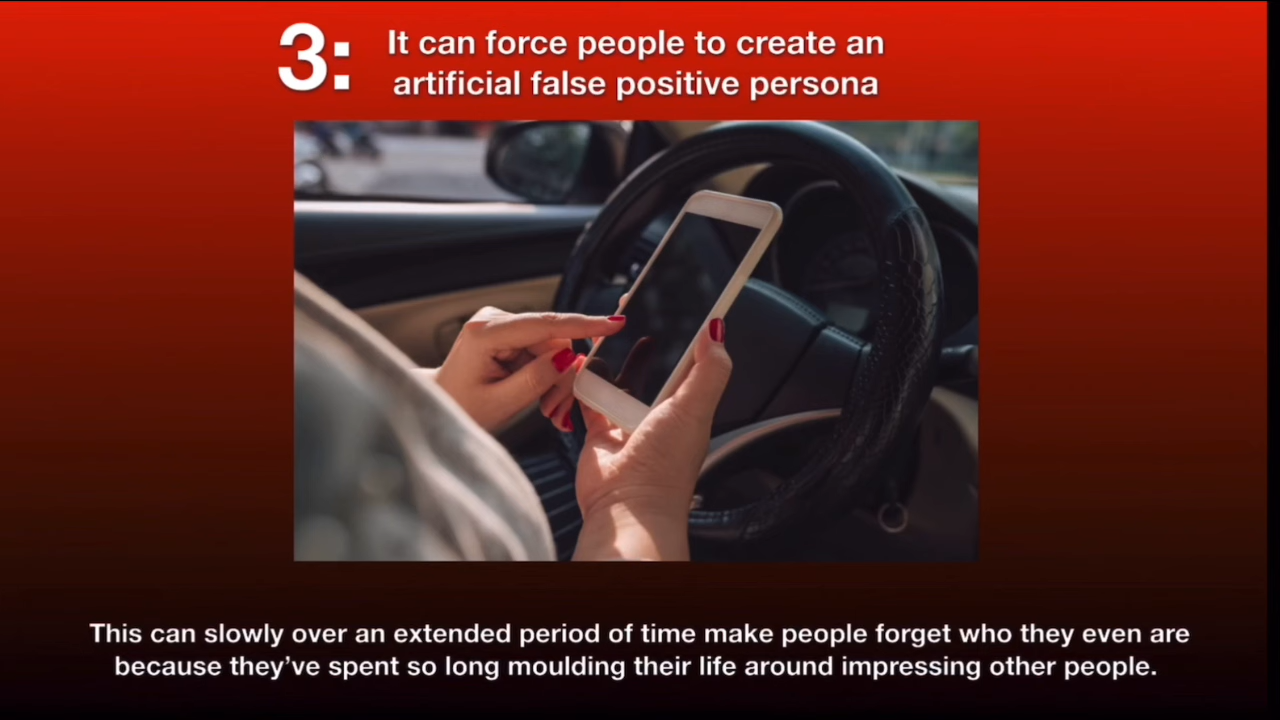 3:
It can force people to create an
artificial false positive persona
This can slowly over an extended period of time make people forget who they even are
because they’ve spent so long moulding their life around impressing other people.